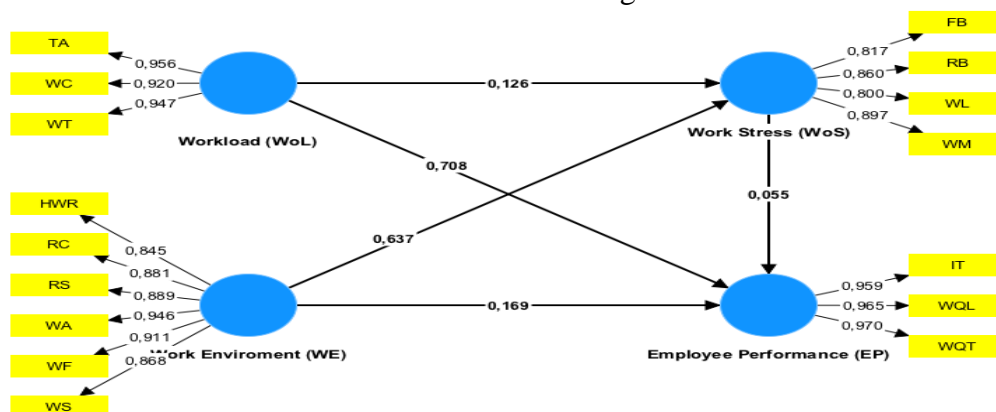 TA
WC
WT
0,956
0,920
0,947
Workload (WoL)
0,126
0,708
FB
RB
WL
WM
0,817
0,860
0,800
0,897
Work Stress (WoS)
0,055
HWR
RC
RS
WA
WF
WS
0,845
0,881
0,889
0,946
0,911
0,868
Work Enviroment (WE)
0,637
0,169
IT
WQL
WQT
0,959
0,965
0,970
Employee Performance (EP)